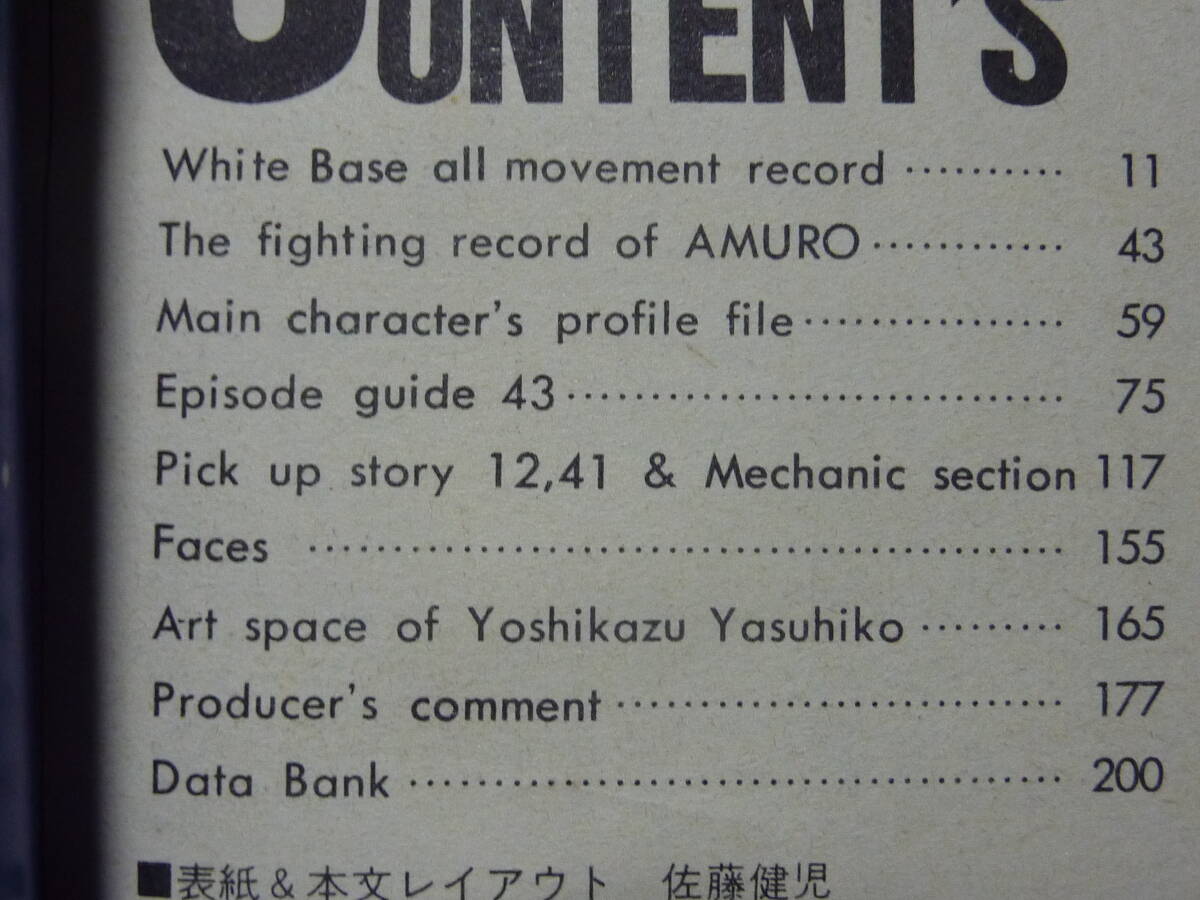 CONTENT'S
White Base all movement record ·········· 11
The fighting record of AMURO ············ 43
Main character's profile file ················ 59
Episode guide 43 ······························ 75
Pick up story 12,41 & Mechanic section 117
Faces ·············································· 155
Art space of Yoshikazu Yasuhiko ········· 165
Producer's comment ··························· 177
Data Bank ······································· 200
■表紙&本文レイアウト 佐藤健児